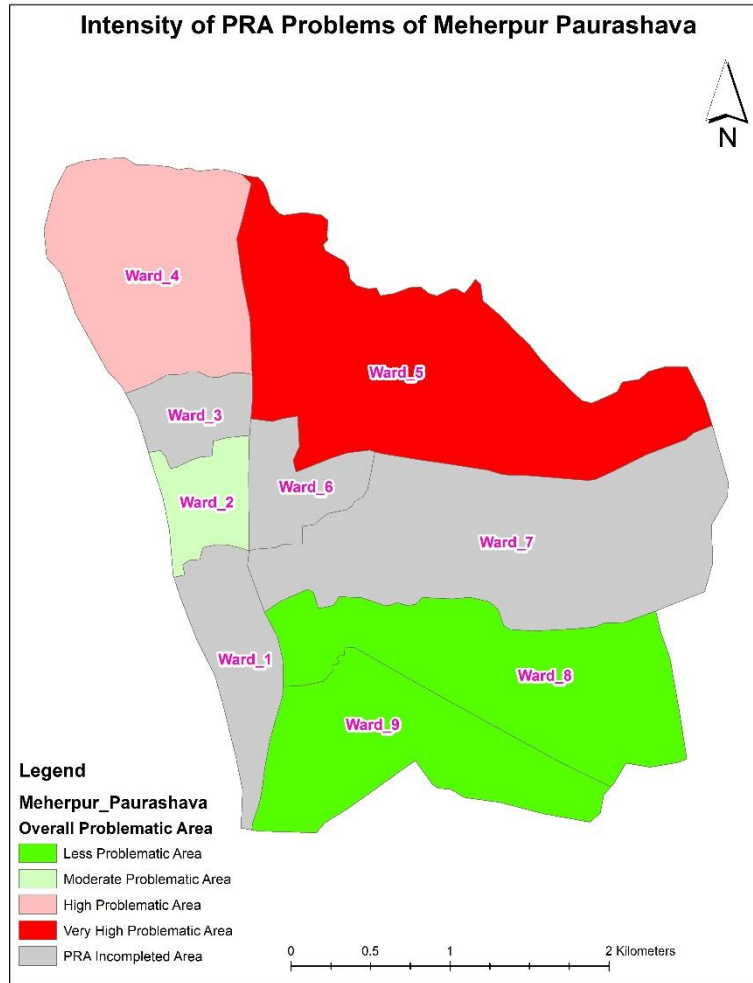 Intensity of PRA Problems of Meherpur Paurashava
N
Ward_4
Ward_5
Ward_3
Ward_6
Ward_2
Ward_7
Ward_1
Ward_8
Ward_9
Legend
Meherpur_Paurashava
Overall Problematic Area
Less Problematic Area
Moderate Problematic Area
High Problematic Area
Very High Problematic Area
PRA Incompleted Area
0 0.5 1 2 Kilometers